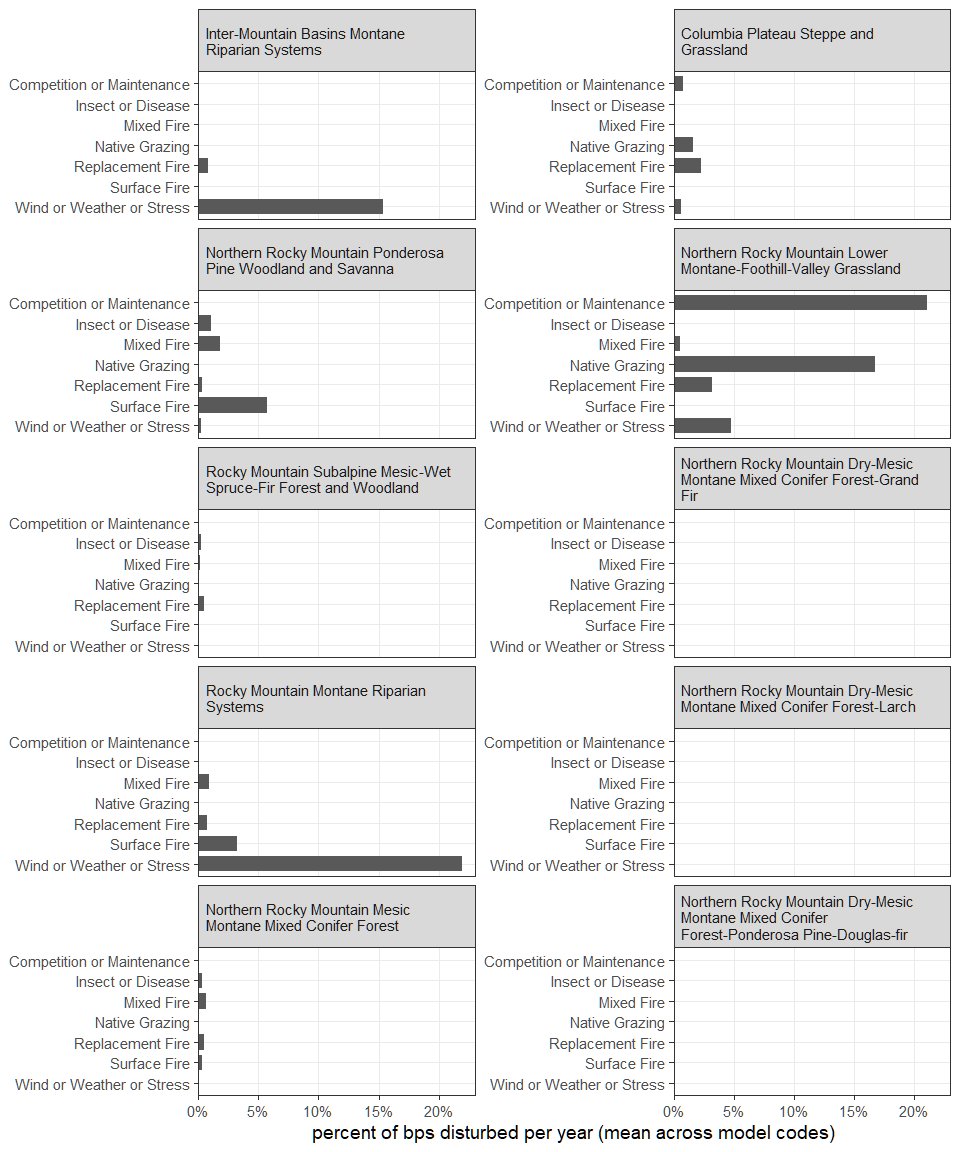 Inter-Mountain Basins Montane
Riparian Systems
Competition or Maintenance
Insect or Disease
Mixed Fire
Native Grazing
Replacement Fire
Surface Fire
Wind or Weather or Stress
Columbia Plateau Steppe and
Grassland
Competition or Maintenance
Insect or Disease
Mixed Fire
Native Grazing
Replacement Fire
Surface Fire
Wind or Weather or Stress
Northern Rocky Mountain Ponderosa
Pine Woodland and Savanna
Competition or Maintenance
Insect or Disease
Mixed Fire
Native Grazing
Replacement Fire
Surface Fire
Wind or Weather or Stress
Northern Rocky Mountain Lower
Montane-Foothill-Valley Grassland
Competition or Maintenance
Insect or Disease
Mixed Fire
Native Grazing
Replacement Fire
Surface Fire
Wind or Weather or Stress
Rocky Mountain Subalpine Mesic-Wet
Spruce-Fir Forest and Woodland
Competition or Maintenance
Insect or Disease
Mixed Fire
Native Grazing
Replacement Fire
Surface Fire
Wind or Weather or Stress
Northern Rocky Mountain Dry-Mesic
Montane Mixed Conifer Forest-Grand
Fir
Competition or Maintenance
Insect or Disease
Mixed Fire
Native Grazing
Replacement Fire
Surface Fire
Wind or Weather or Stress
Rocky Mountain Montane Riparian
Systems
Competition or Maintenance
Insect or Disease
Mixed Fire
Native Grazing
Replacement Fire
Surface Fire
Wind or Weather or Stress
Northern Rocky Mountain Dry-Mesic
Montane Mixed Conifer Forest-Larch
Competition or Maintenance
Insect or Disease
Mixed Fire
Native Grazing
Replacement Fire
Surface Fire
Wind or Weather or Stress
Northern Rocky Mountain Mesic
Montane Mixed Conifer Forest
Competition or Maintenance
Insect or Disease
Mixed Fire
Native Grazing
Replacement Fire
Surface Fire
Wind or Weather or Stress
0% 5% 10% 15% 20%
Northern Rocky Mountain Dry-Mesic
Montane Mixed Conifer
Forest-Ponderosa Pine-Douglas-fir
Competition or Maintenance
Insect or Disease
Mixed Fire
Native Grazing
Replacement Fire
Surface Fire
Wind or Weather or Stress
0% 5% 10% 15% 20%
percent of bps disturbed per year (mean across model codes)